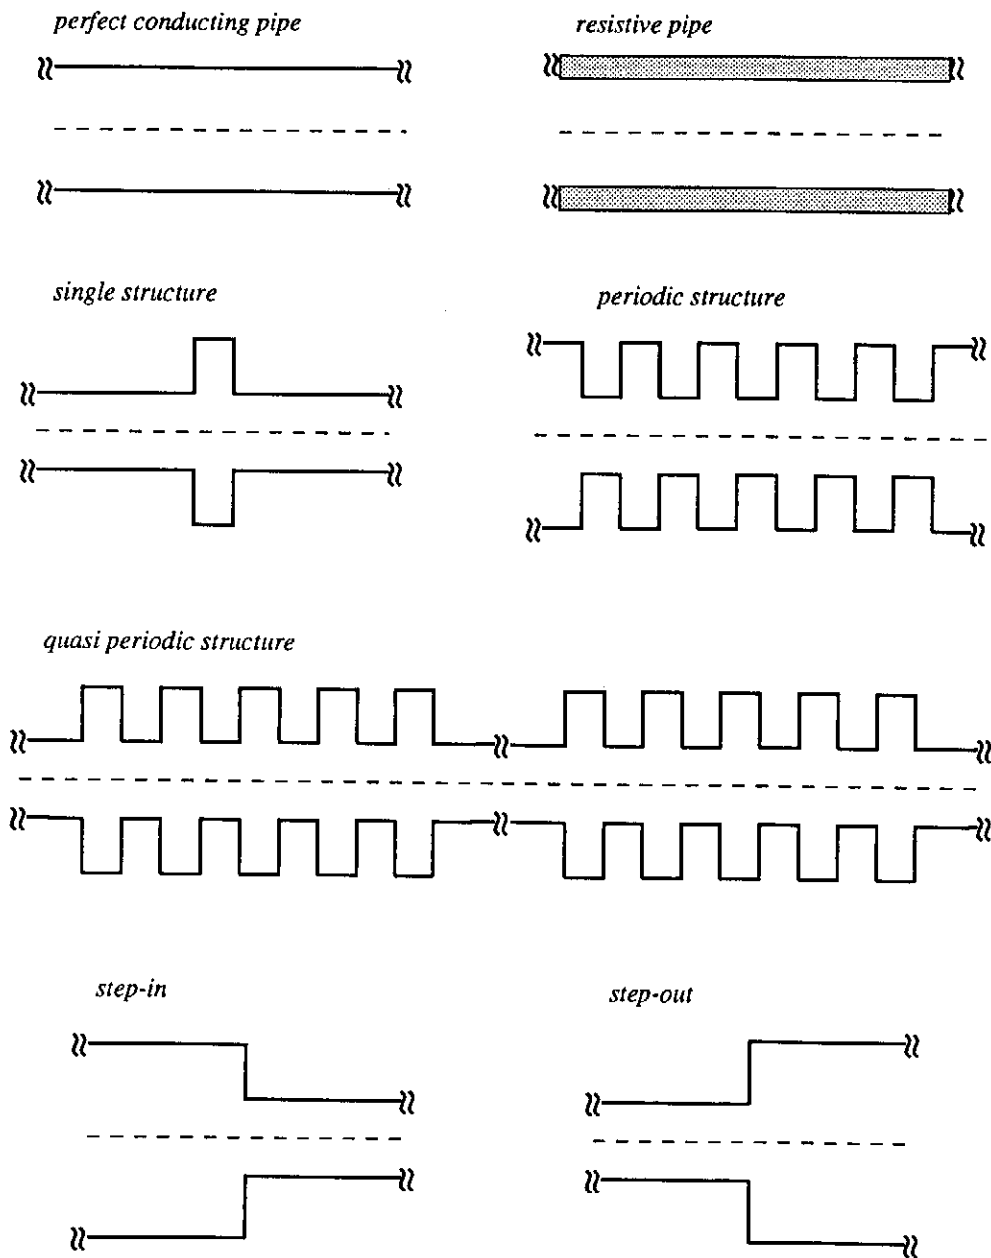 perfect conducting pipe
resistive pipe
single structure
periodic structure
quasi periodic structure
step-in
step-out